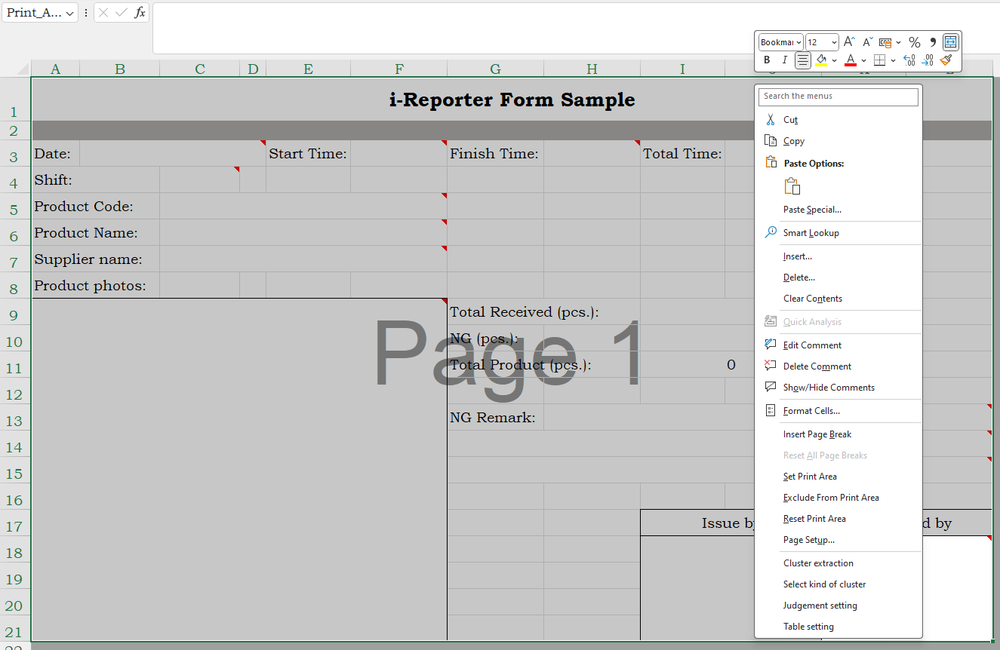 Print_A...
fx
Bookmar 12 A A % ,
B I A
A B C D E F G H I
1 i-Reporter Form Sample
2
3 Date: Start Time: Finish Time: Total Time:
4 Shift:
5 Product Code:
6 Product Name:
7 Supplier name:
8 Product photos:
9 Total Received (pcs.):
10 NG (pcs.):
Page 1
11 Total Product (pcs.): 0
12
13 NG Remark:
14
15
16
17 Issue by d by
18
19
20
21
22
Search the menus
Cut
Copy
Paste Options:
Paste Special...
Smart Lookup
Insert...
Delete...
Clear Contents
Quick Analysis
Edit Comment
Delete Comment
Show/Hide Comments
Format Cells...
Insert Page Break
Reset All Page Breaks
Set Print Area
Exclude From Print Area
Reset Print Area
Page Setup...
Cluster extraction
Select kind of cluster
Judgement setting
Table setting